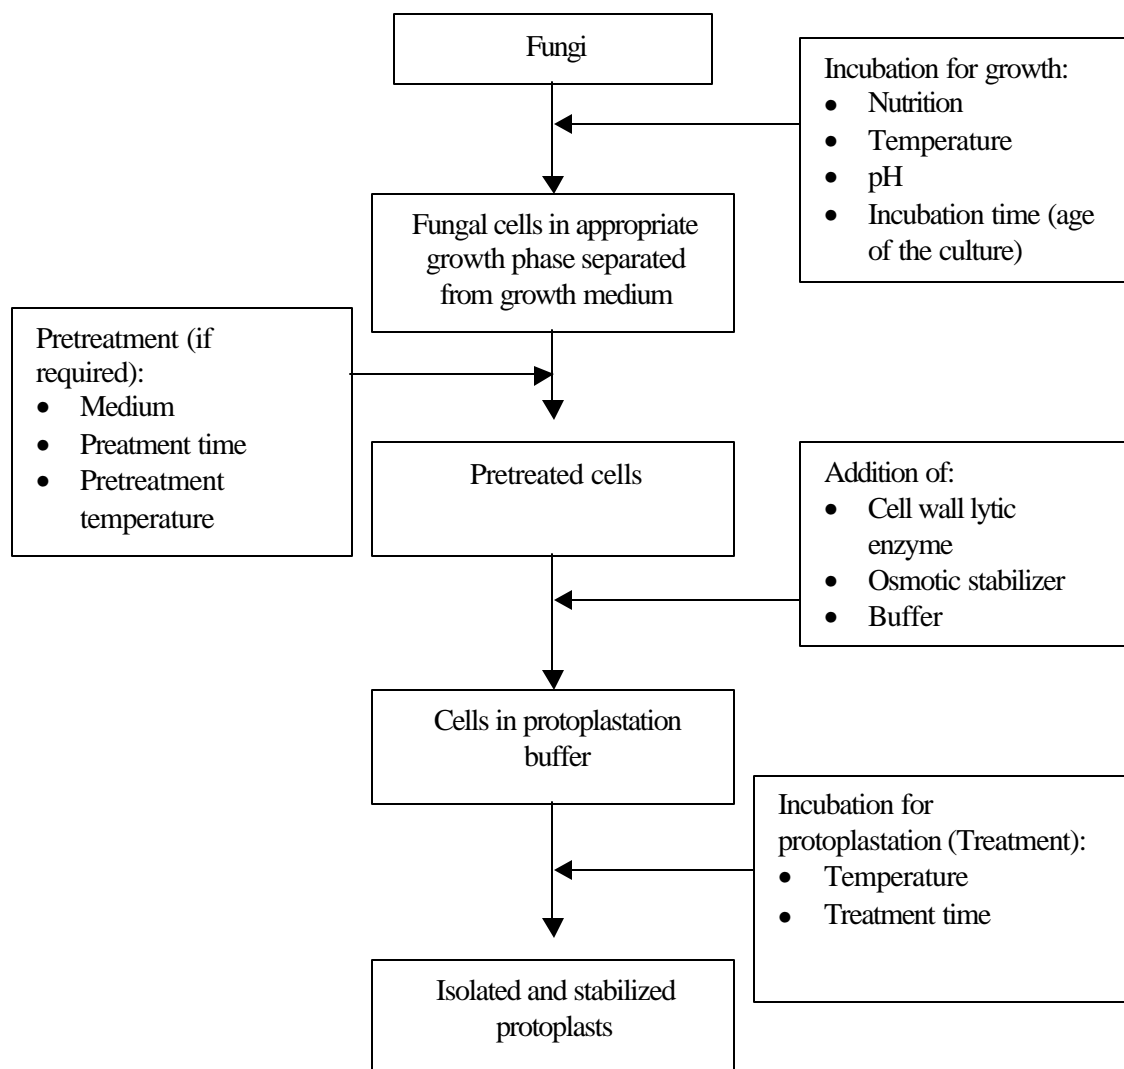 Fungi
Incubation for growth:
• Nutrition
• Temperature
• pH
• Incubation time (age
of the culture)
Fungal cells in appropriate
growth phase separated
from growth medium
Pretreatment (if
required):
• Medium
• Preatment time
• Pretreatment
temperature
Pretreated cells
Addition of:
• Cell wall lytic
enzyme
• Osmotic stabilizer
• Buffer
Cells in protoplastation
buffer
Incubation for
protoplastation (Treatment):
• Temperature
• Treatment time
Isolated and stabilized
protoplasts